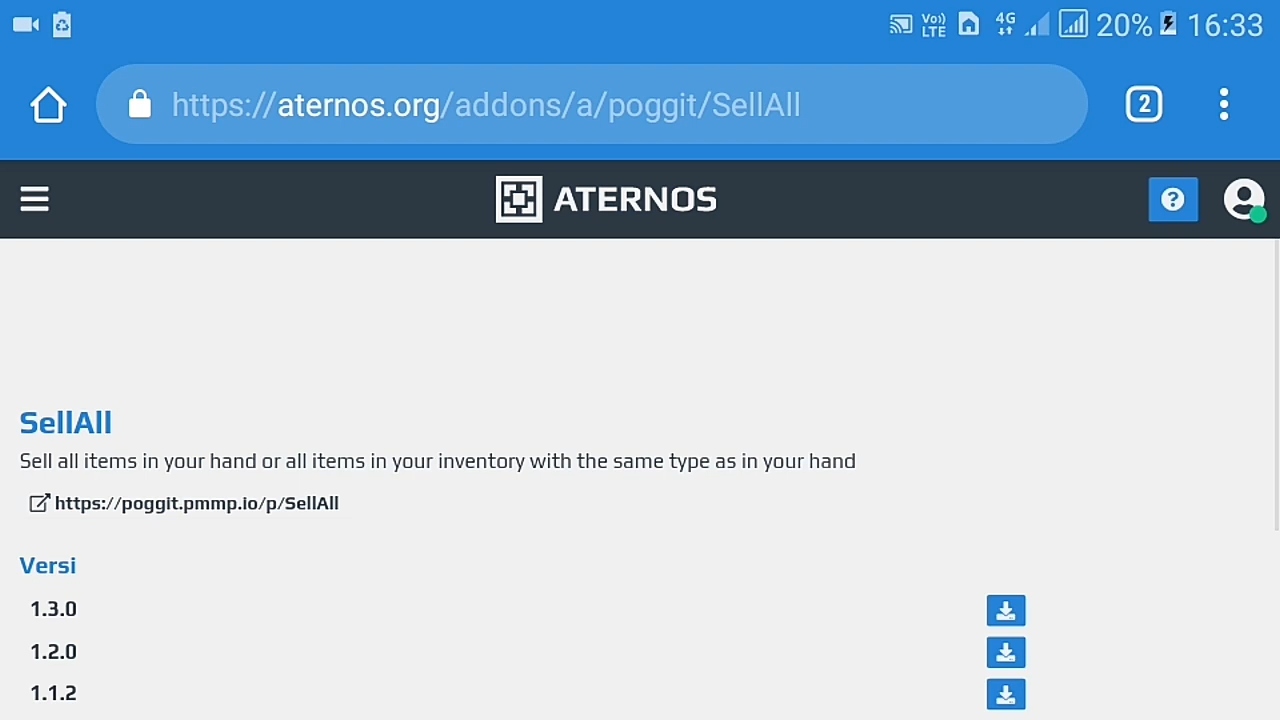 Vo)) LTE 4G 20% 16:33
https://aternos.org/addons/a/poggit/SellAll 2
ATERNOS ?
SellAll
Sell all items in your hand or all items in your inventory with the same type as in your hand
https://poggit.pmmp.io/p/SellAll
Versi
1.3.0
1.2.0
1.1.2